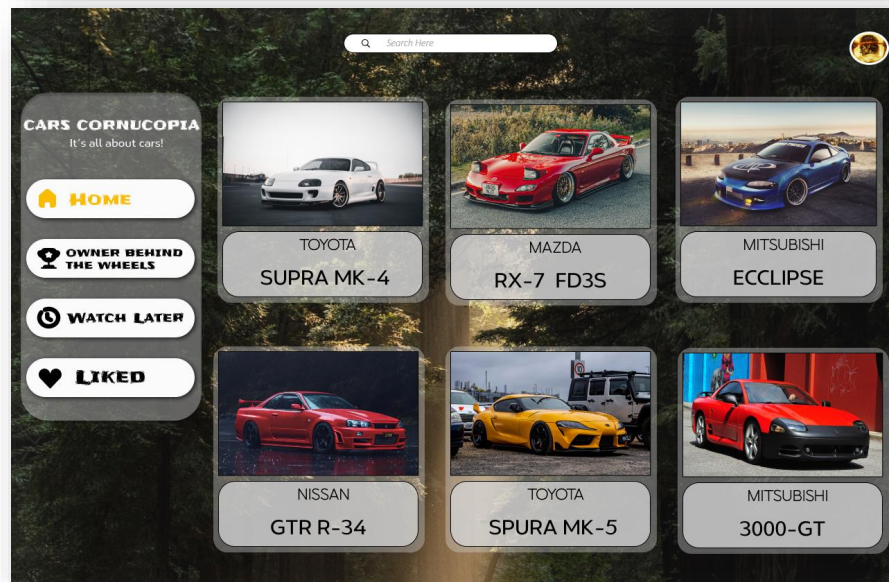 Search Here
CARS CORNUCOPIA
It's all about cars!
HOME
OWNER BEHIND
THE WHEELS
WATCH LATER
LIKED
TOYOTA
SUPRA MK-4
MAZDA
RX-7 FD3S
MITSUBISHI
ECCLIPSE
NISSAN
GTR R-34
TOYOTA
SPURA MK-5
MITSUBISHI
3000-GT